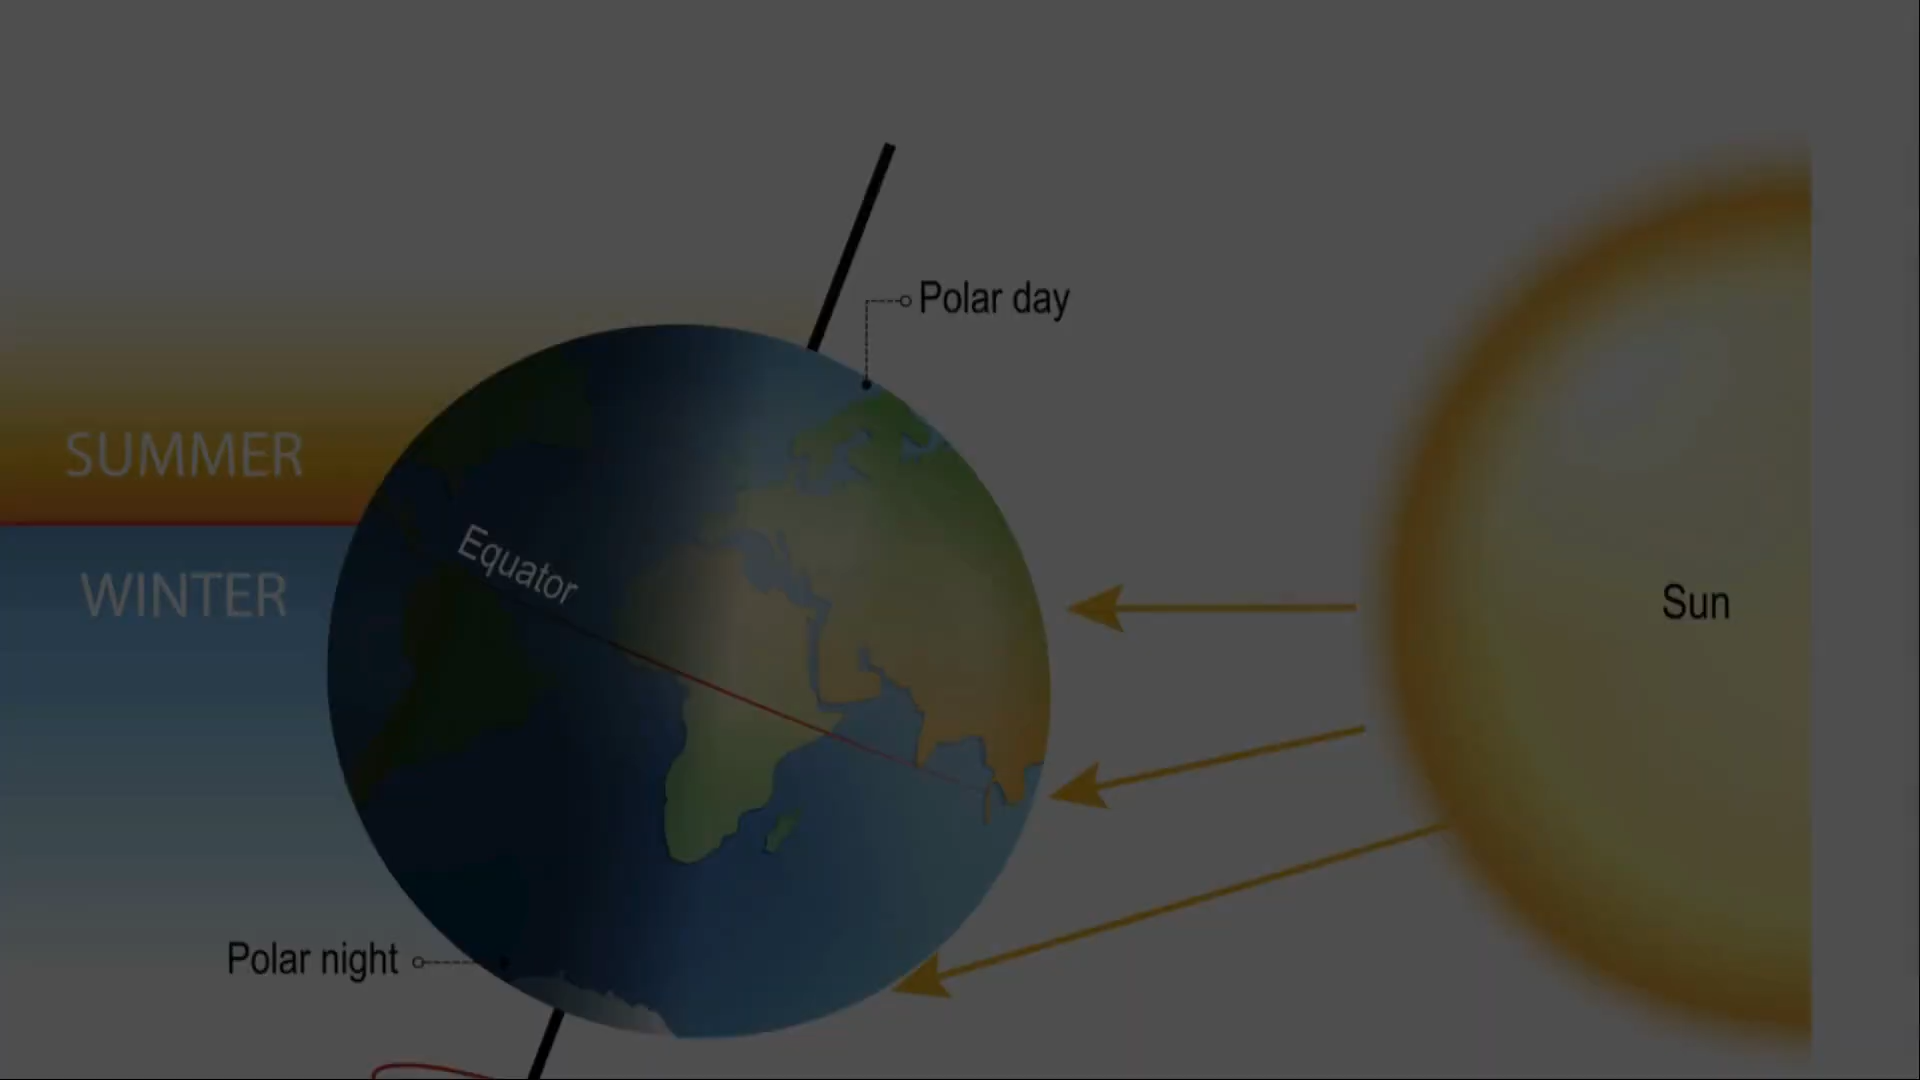 Polar day
SUMMER
Equator
WINTER
Sun
Polar night